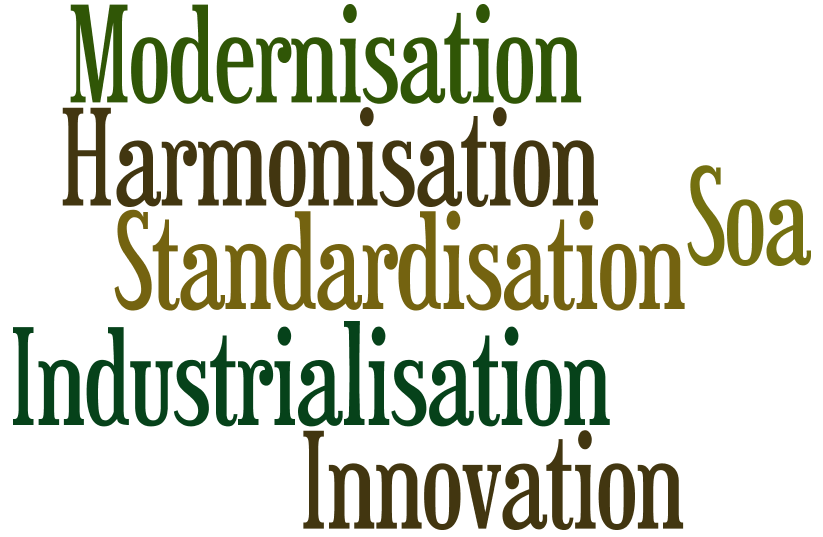 Modernisation
Harmonisation
Soa
Standardisation
Industrialisation
Innovation